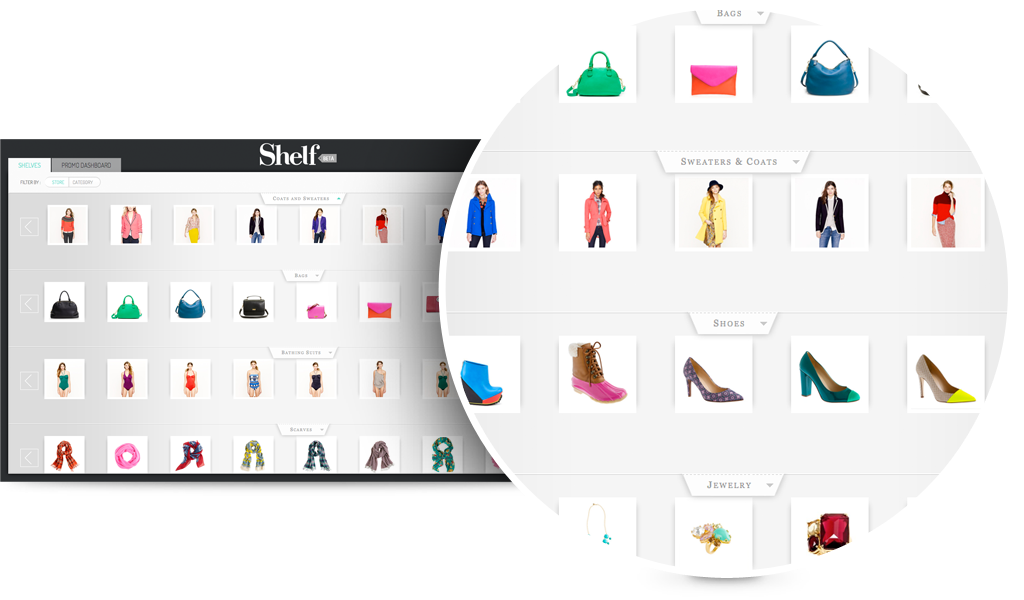 Shelf BETA
SHELVES PROMO DASHBOARD
FILTER BY: STORE CATEGORY
COATS AND SWEATERS
BAGS
BATHING SUITS
SCARVES
BAGS
SWEATERS & COATS
SHOES
JEWELRY